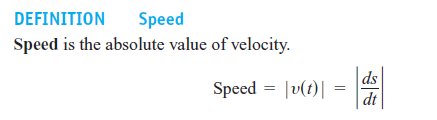 DEFINITION Speed
Speed is the absolute value of velocity.
Speed = |v(t)| = |ds/dt|